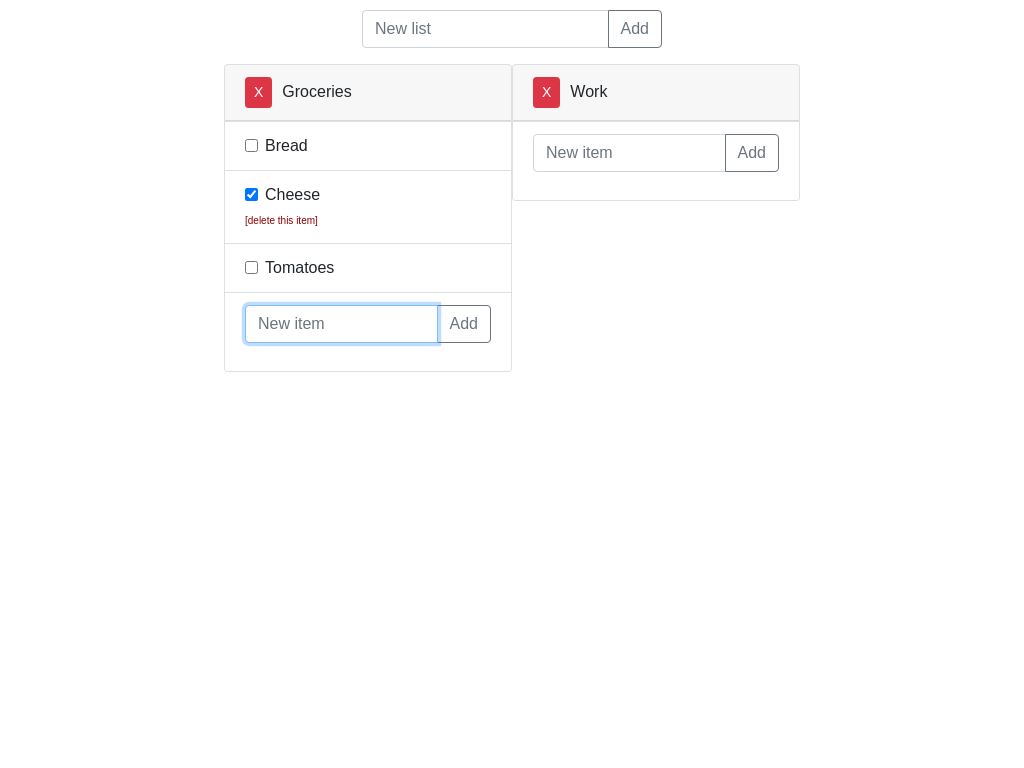 New list Add
X Groceries
Bread
Cheese
[delete this item]
Tomatoes
New item Add
X Work
New item Add